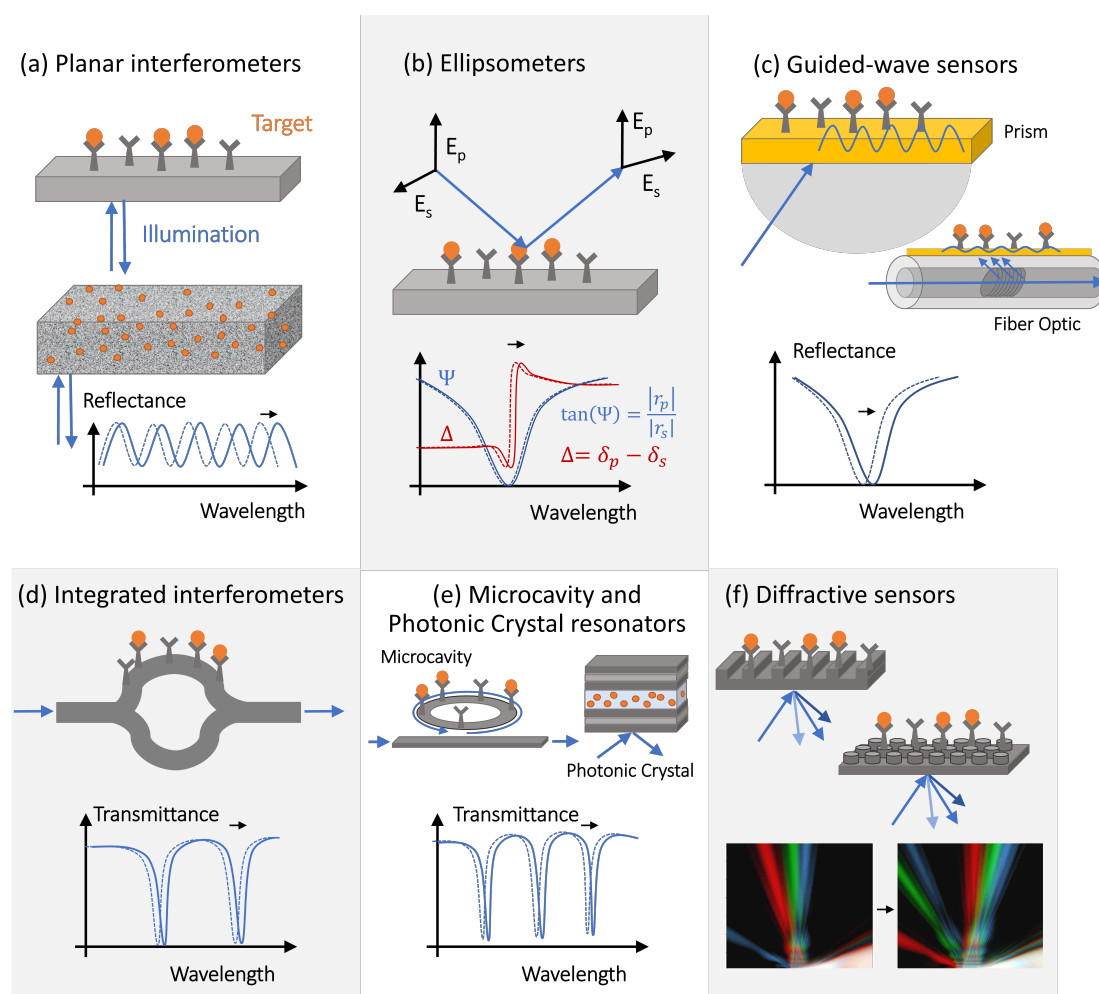 (a) Planar interferometers
Target
Illumination
Reflectance
Wavelength
(b) Ellipsometers
E_p
E_s
E_p
E_s
Ψ
Δ
tan(Ψ) = |r_p| / |r_s|
Δ= δ_p − δ_s
Wavelength
(c) Guided-wave sensors
Prism
Fiber Optic
Reflectance
Wavelength
(d) Integrated interferometers
Transmittance
Wavelength
(e) Microcavity and
Photonic Crystal resonators
Microcavity
Photonic Crystal
Transmittance
Wavelength
(f) Diffractive sensors